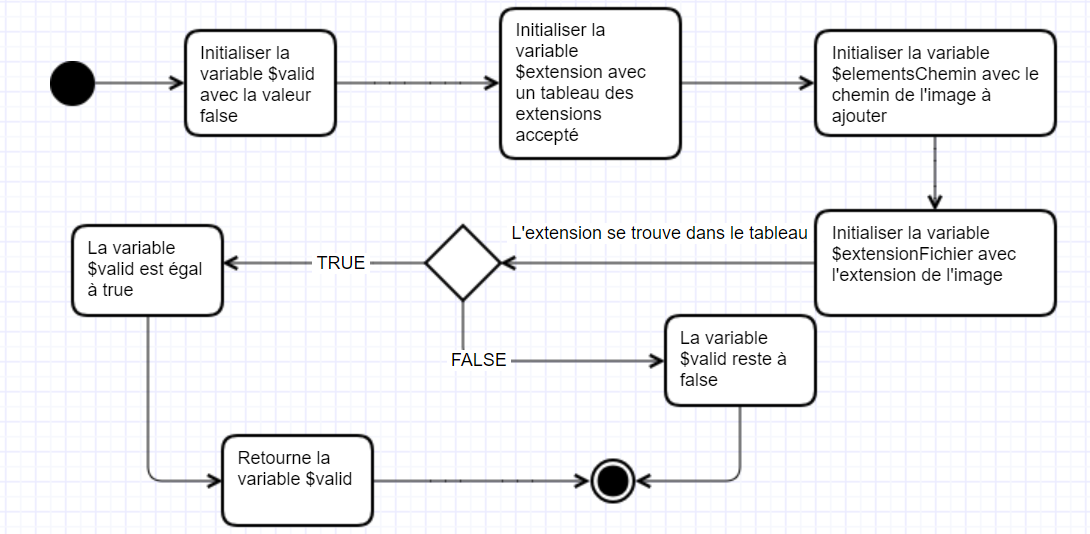 Initialiser la
variable $valid
avec la valeur
false
Initialiser la
variable
$extension avec
un tableau des
extensions
accepté
Initialiser la variable
$elementsChemin avec le
chemin de l'image à
ajouter
Initialiser la variable
$extensionFichier avec
l'extension de l'image
L'extension se trouve dans le tableau
TRUE
La variable
$valid est égal
à true
FALSE
La variable
$valid reste à
false
Retourne la
variable $valid